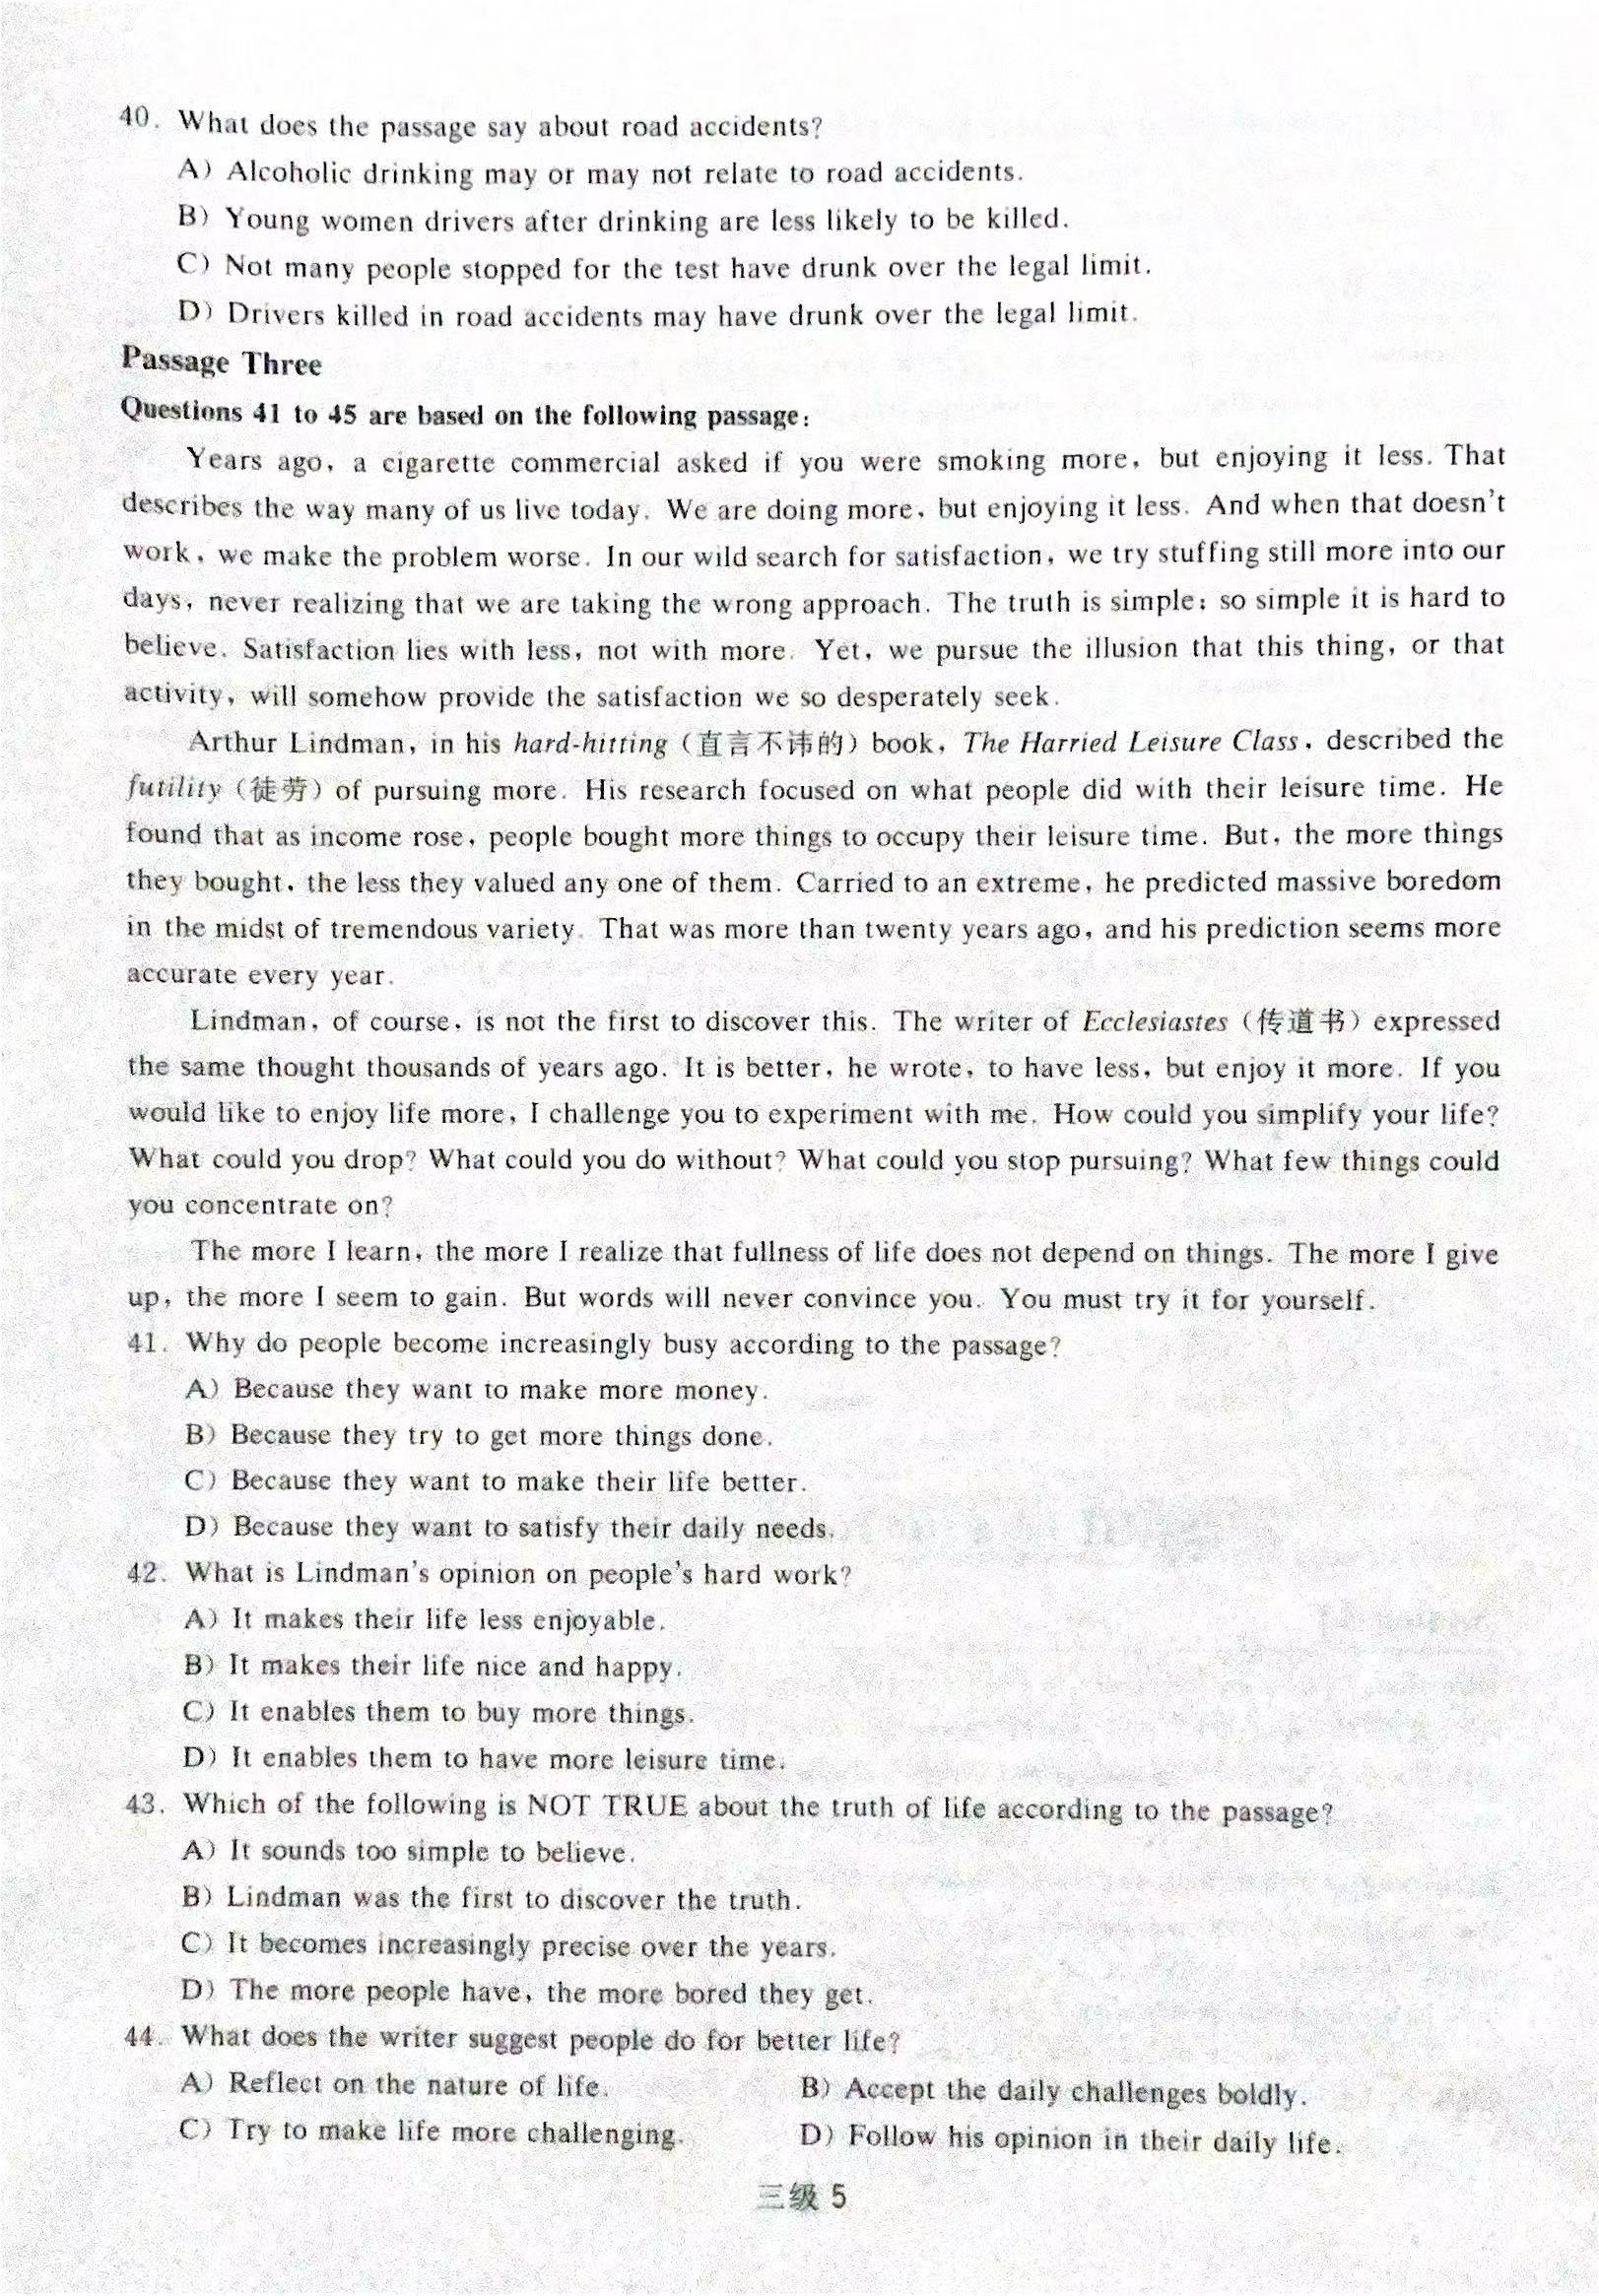 40. What does the passage say about road accidents?
A) Alcoholic drinking may or may not relate to road accidents.
B) Young women drivers after drinking are less likely to be killed.
C) Not many people stopped for the test have drunk over the legal limit.
D) Drivers killed in road accidents may have drunk over the legal limit.
Passage Three
Questions 41 to 45 are based on the following passage:
Years ago, a cigarette commercial asked if you were smoking more, but enjoying it less. That
describes the way many of us live today. We are doing more, but enjoying it less. And when that doesn't
work, we make the problem worse. In our wild search for satisfaction, we try stuffing still more into our
days, never realizing that we are taking the wrong approach. The truth is simple; so simple it is hard to
believe. Satisfaction lies with less, not with more. Yet, we pursue the illusion that this thing, or that
activity, will somehow provide the satisfaction we so desperately seek.
Arthur Lindman, in his hard-hitting (直言不讳的) book, The Harried Leisure Class, described the
futility (徒劳) of pursuing more. His research focused on what people did with their leisure time. He
found that as income rose, people bought more things to occupy their leisure time. But, the more things
they bought, the less they valued any one of them. Carried to an extreme, he predicted massive boredom
in the midst of tremendous variety. That was more than twenty years ago, and his prediction seems more
accurate every year.
Lindman, of course, is not the first to discover this. The writer of Ecclesiastes (传道书) expressed
the same thought thousands of years ago. It is better, he wrote, to have less, but enjoy it more. If you
would like to enjoy life more, I challenge you to experiment with me. How could you simplify your life?
What could you drop? What could you do without? What could you stop pursuing? What few things could
you concentrate on?
The more I learn, the more I realize that fullness of life does not depend on things. The more I give
up, the more I seem to gain. But words will never convince you. You must try it for yourself.
41. Why do people become increasingly busy according to the passage?
A) Because they want to make more money.
B) Because they try to get more things done.
C) Because they want to make their life better.
D) Because they want to satisfy their daily needs.
42. What is Lindman's opinion on people's hard work?
A) It makes their life less enjoyable.
B) It makes their life nice and happy.
C) It enables them to buy more things.
D) It enables them to have more leisure time.
43. Which of the following is NOT TRUE about the truth of life according to the passage?
A) It sounds too simple to believe.
B) Lindman was the first to discover the truth.
C) It becomes increasingly precise over the years.
D) The more people have, the more bored they get.
44. What does the writer suggest people do for better life?
A) Reflect on the nature of life. B) Accept the daily challenges boldly.
C) Try to make life more challenging. D) Follow his opinion in their daily life.
三级 5